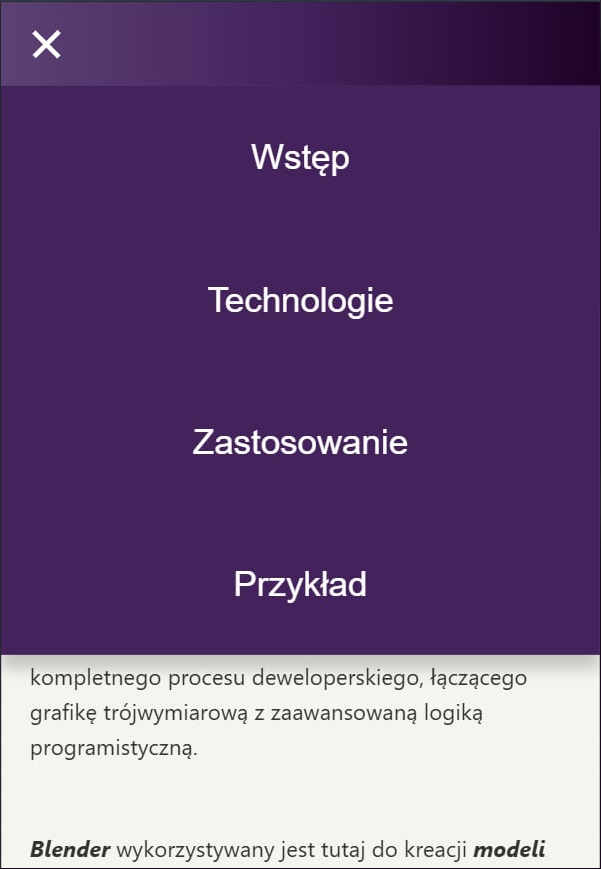 Wstęp
Technologie
Zastosowanie
Przykład
kompletnego procesu deweloperskiego, łączącego
grafikę trójwymiarową z zaawansowaną logiką
programistyczną.
Blender wykorzystywany jest tutaj do kreacji modeli